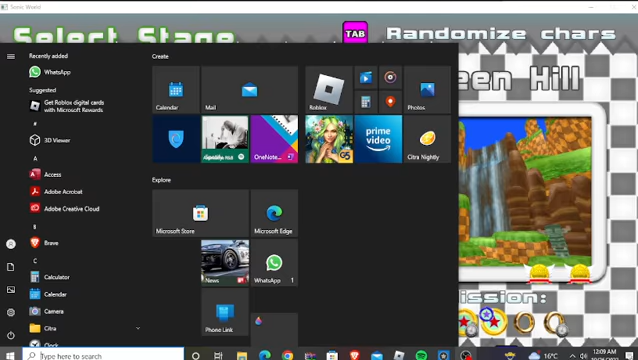 Sonic World
Select Stage
TAB
Randomize chars
Green Hill
Recently added
WhatsApp
Suggested
Get Roblox digital cards
with Microsoft Rewards
#
3D Viewer
A
Access
Adobe Acrobat
Adobe Creative Cloud
B
Brave
C
Calculator
Calendar
Camera
Citra
Clock
Create
Calendar
Mail
Roblox
Photos
OneNote...
G5
prime
video
Citra Nightly
Explore
Microsoft Store
Microsoft Edge
News
WhatsApp
1
Phone Link
ission:
Type here to search
16°C
12:09 AM